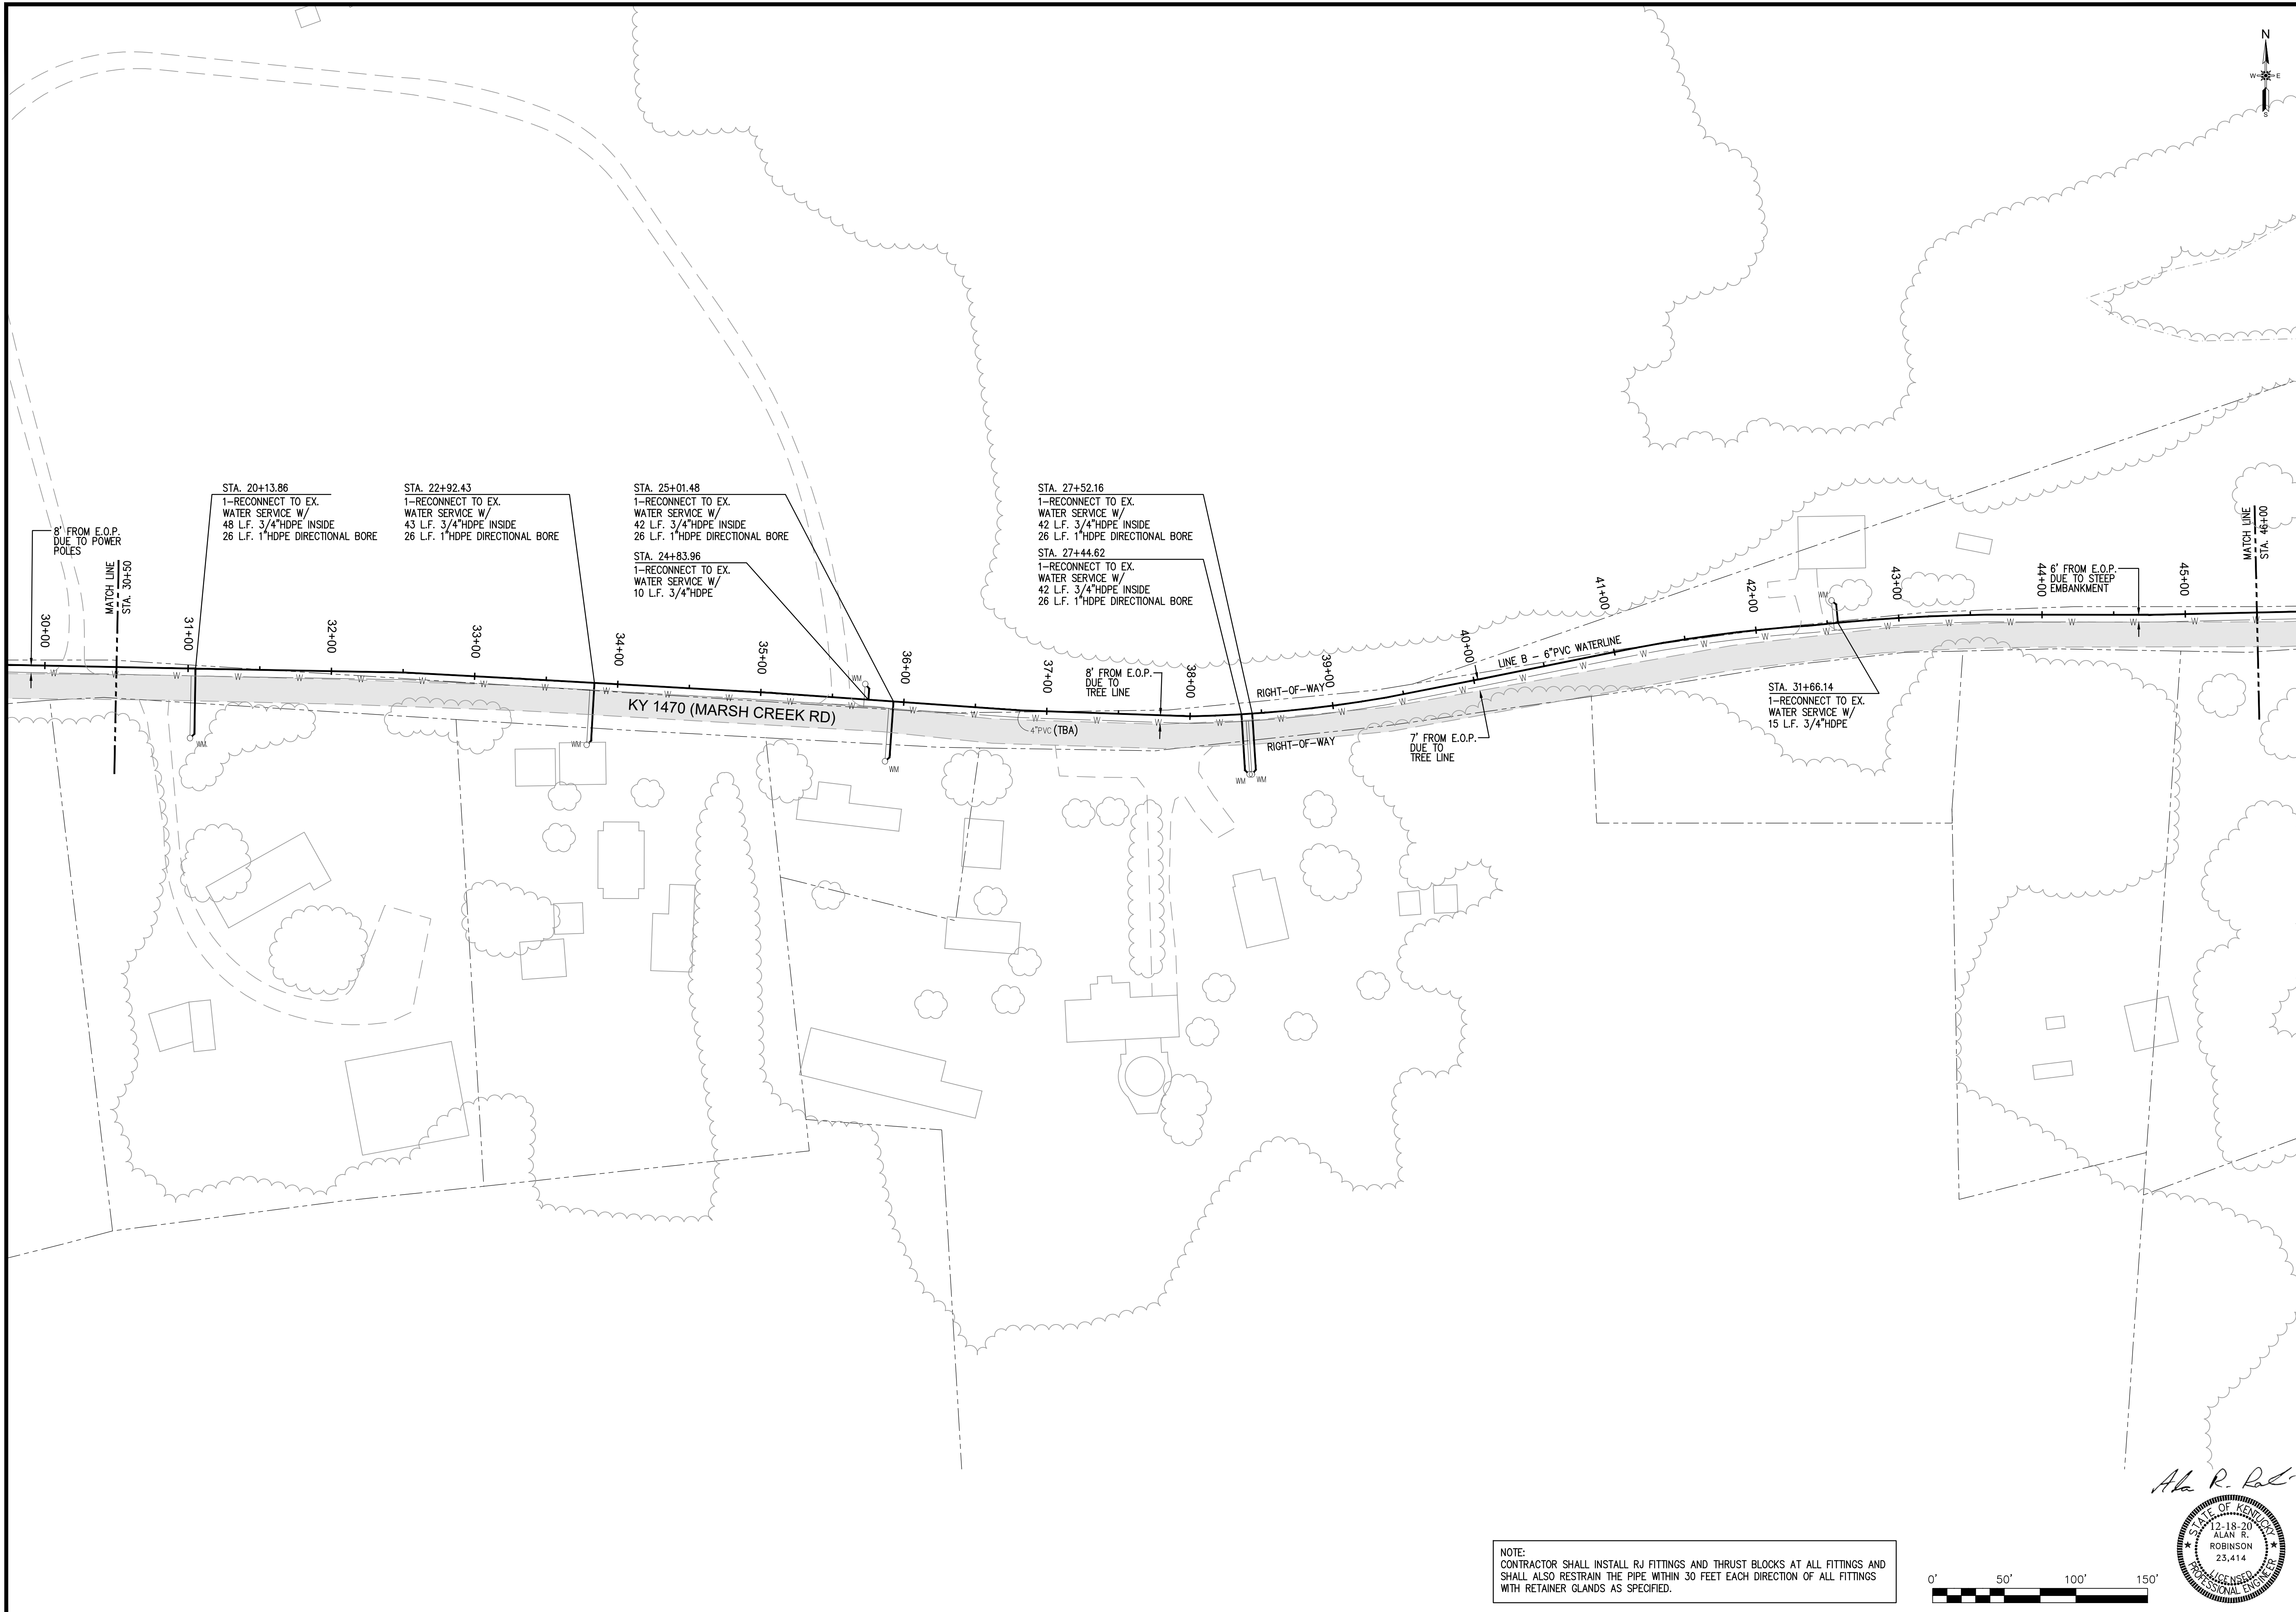 N
W E
S
STA. 20+13.86
1-RECONNECT TO EX.
WATER SERVICE W/
48 L.F. 3/4"HDPE INSIDE
26 L.F. 1"HDPE DIRECTIONAL BORE
STA. 22+92.43
1-RECONNECT TO EX.
WATER SERVICE W/
43 L.F. 3/4"HDPE INSIDE
26 L.F. 1"HDPE DIRECTIONAL BORE
STA. 25+01.48
1-RECONNECT TO EX.
WATER SERVICE W/
42 L.F. 3/4"HDPE INSIDE
26 L.F. 1"HDPE DIRECTIONAL BORE
STA. 24+83.96
1-RECONNECT TO EX.
WATER SERVICE W/
10 L.F. 3/4"HDPE
STA. 27+52.16
1-RECONNECT TO EX.
WATER SERVICE W/
42 L.F. 3/4"HDPE INSIDE
26 L.F. 1"HDPE DIRECTIONAL BORE
STA. 27+44.62
1-RECONNECT TO EX.
WATER SERVICE W/
42 L.F. 3/4"HDPE INSIDE
26 L.F. 1"HDPE DIRECTIONAL BORE
8' FROM E.O.P.
DUE TO POWER
POLES
MATCH LINE
STA. 30+50
30+00
31+00
32+00
33+00
34+00
35+00
36+00
37+00
38+00
39+00
40+00
41+00
42+00
43+00
44+00
45+00
6' FROM E.O.P.
DUE TO STEEP
EMBANKMENT
MATCH LINE
STA. 46+00
LINE B - 6"PVC WATERLINE
8' FROM E.O.P.
DUE TO
TREE LINE
RIGHT-OF-WAY
RIGHT-OF-WAY
KY 1470 (MARSH CREEK RD)
4"PVC (TBA)
7' FROM E.O.P.
DUE TO
TREE LINE
STA. 31+66.14
1-RECONNECT TO EX.
WATER SERVICE W/
15 L.F. 3/4"HDPE
WM
WM
WM
WM
WM
WM
WM
NOTE:
CONTRACTOR SHALL INSTALL RJ FITTINGS AND THRUST BLOCKS AT ALL FITTINGS AND
SHALL ALSO RESTRAIN THE PIPE WITHIN 30 FEET EACH DIRECTION OF ALL FITTINGS
WITH RETAINER GLANDS AS SPECIFIED.
0' 50' 100' 150'
STATE OF KENTUCKY
12-18-20
ALAN R.
ROBINSON
23,414
LICENSED
PROFESSIONAL ENGINEER